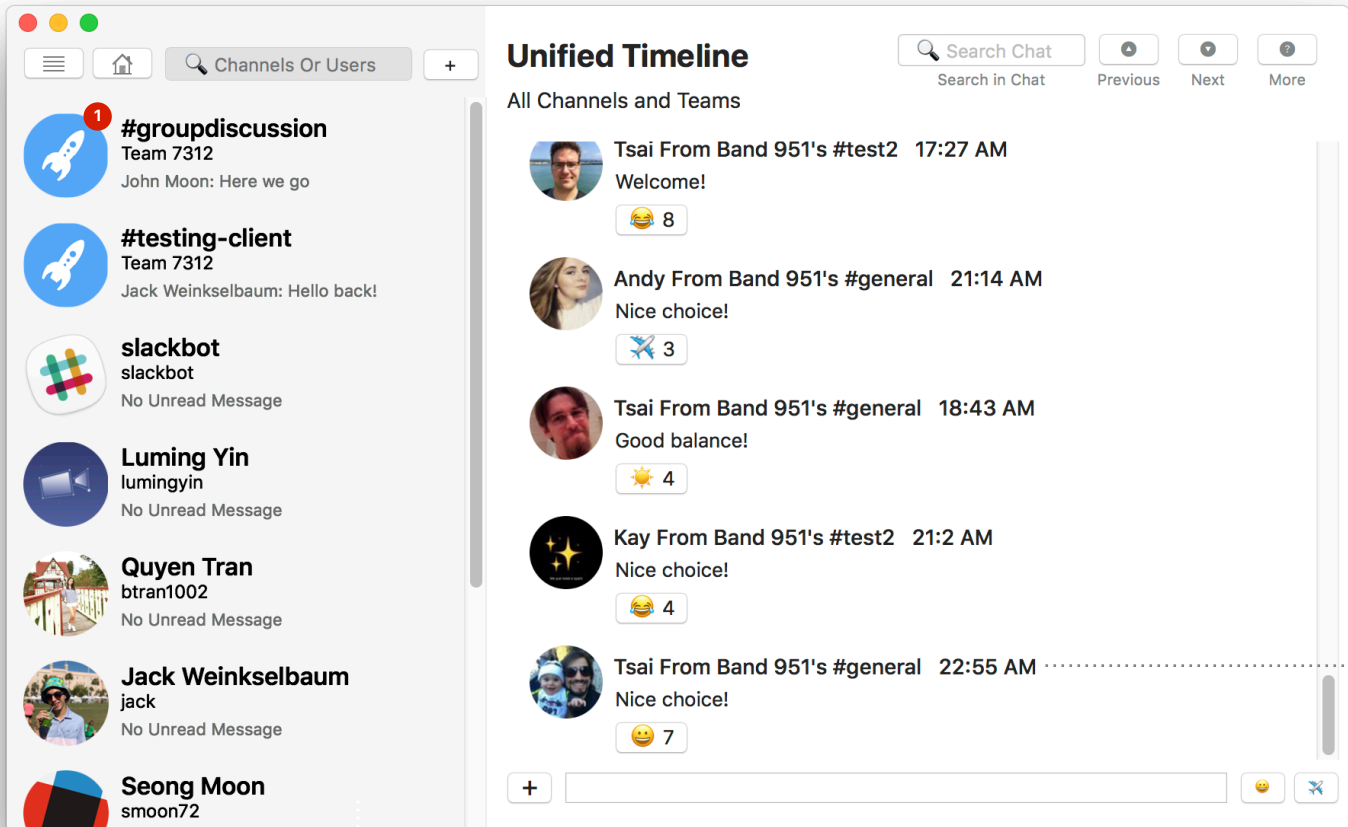 Channels Or Users
+
1
#groupdiscussion
Team 7312
John Moon: Here we go
#testing-client
Team 7312
Jack Weinkselbaum: Hello back!
slackbot
slackbot
No Unread Message
Luming Yin
lumingyin
No Unread Message
Quyen Tran
btran1002
No Unread Message
Jack Weinkselbaum
jack
No Unread Message
Seong Moon
smoon72
Unified Timeline
All Channels and Teams
Search Chat
Search in Chat
Previous
Next
?
More
Tsai From Band 951's #test2 17:27 AM
Welcome!
😂 8
Andy From Band 951's #general 21:14 AM
Nice choice!
✈️ 3
Tsai From Band 951's #general 18:43 AM
Good balance!
☀️ 4
Kay From Band 951's #test2 21:2 AM
Nice choice!
😂 4
Tsai From Band 951's #general 22:55 AM
Nice choice!
😀 7
+